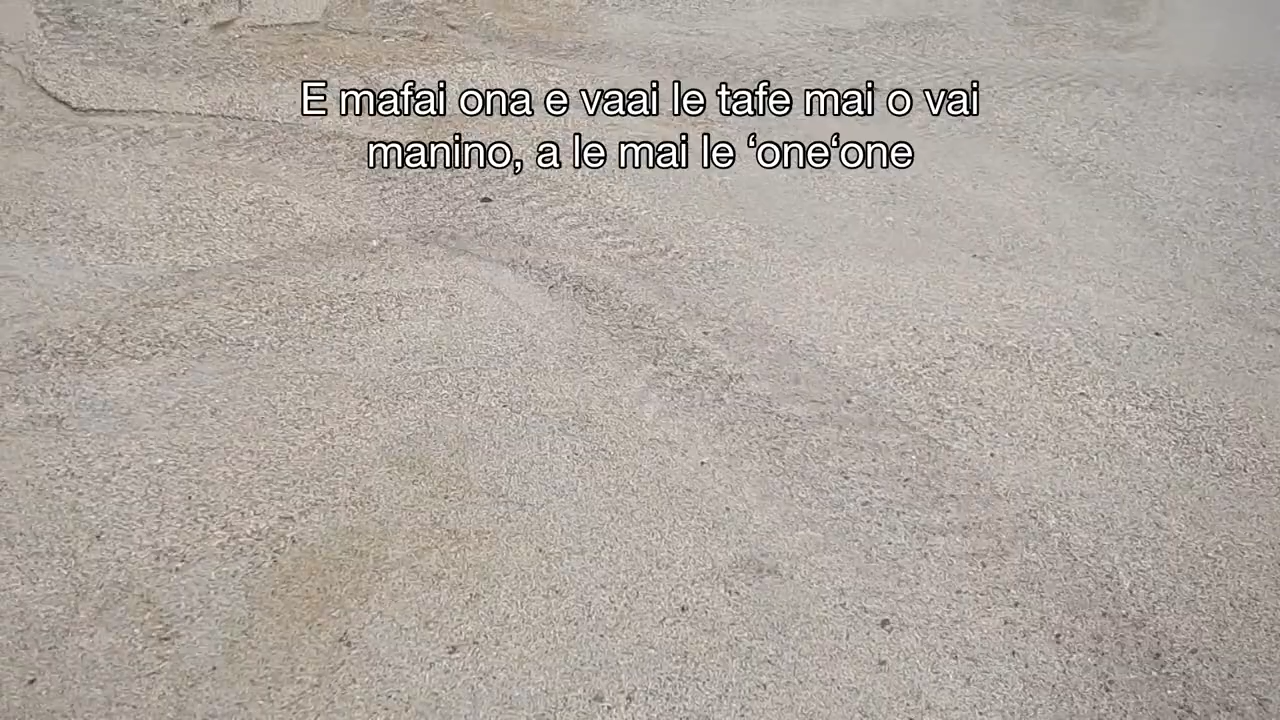 E mafai ona e vaai le tafe mai o vai
manino, a le mai le ‘one‘one